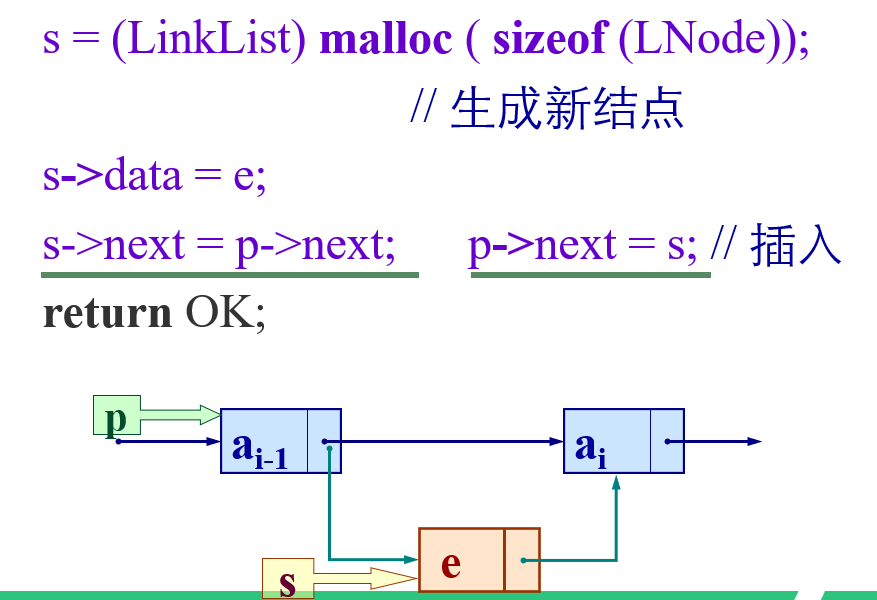 s = (LinkList) malloc ( sizeof (LNode));
// 生成新结点
s->data = e;
s->next = p->next; p->next = s; // 插入
return OK;
p
a_{i-1}
a_i
e
s